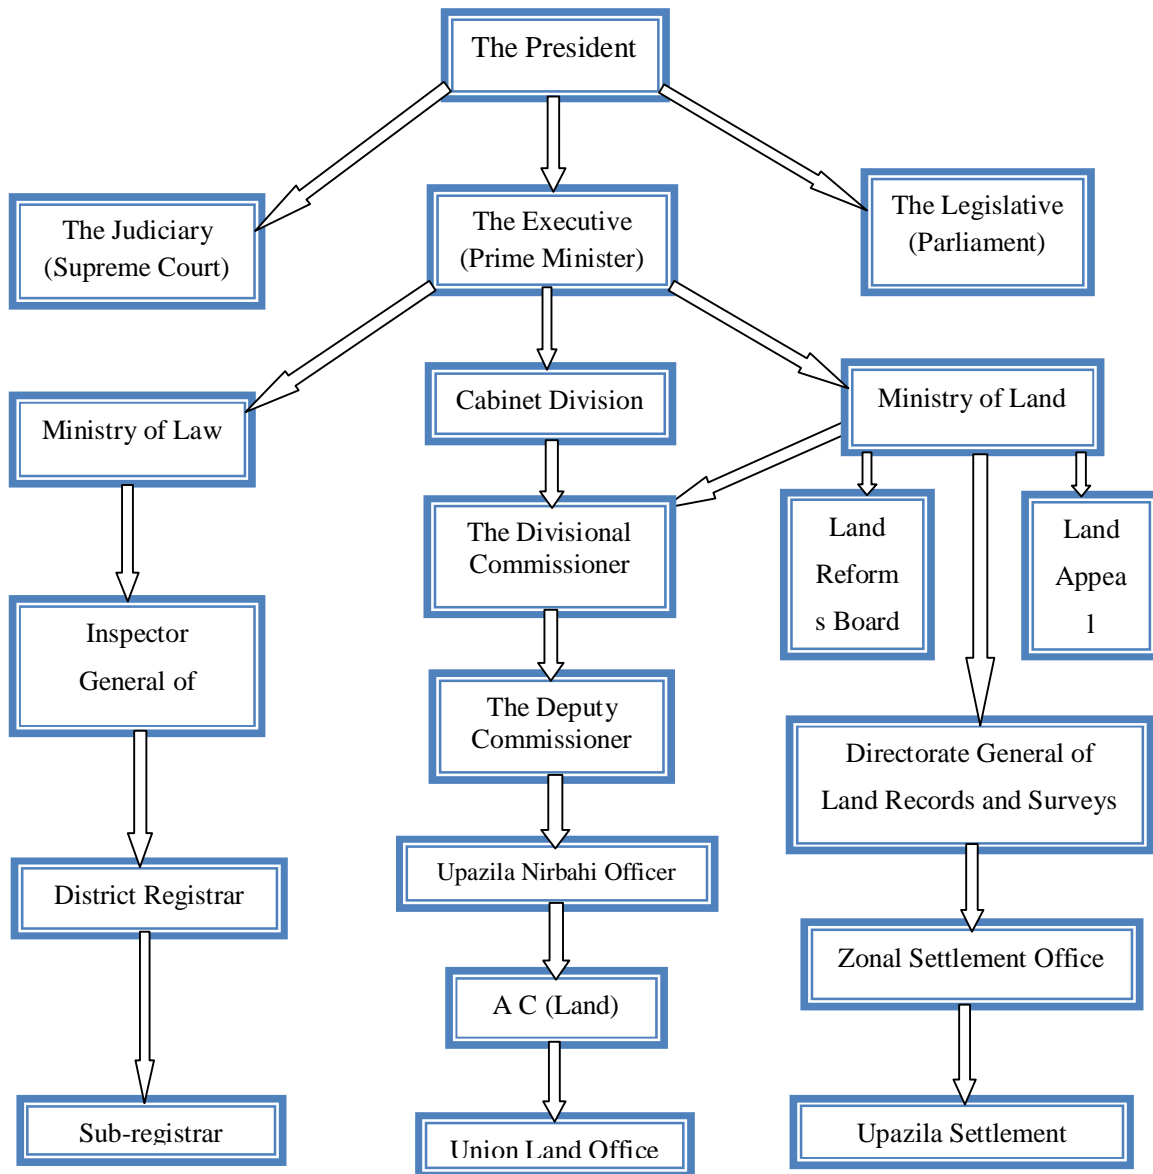 The President
The Judiciary
(Supreme Court)
The Executive
(Prime Minister)
The Legislative
(Parliament)
Ministry of Law
Cabinet Division
Ministry of Land
The Divisional
Commissioner
Land
Reform
s Board
Land
Appea
l
Inspector
General of
The Deputy
Commissioner
Directorate General of
Land Records and Surveys
District Registrar
Upazila Nirbahi Officer
Zonal Settlement Office
A C (Land)
Sub-registrar
Union Land Office
Upazila Settlement